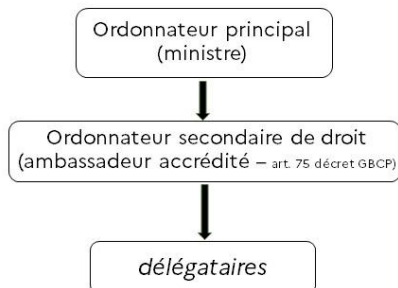 Ordonnateur principal
(ministre)
Ordonnateur secondaire de droit
(ambassadeur accrédité – art. 75 décret GBCP)
délégataires